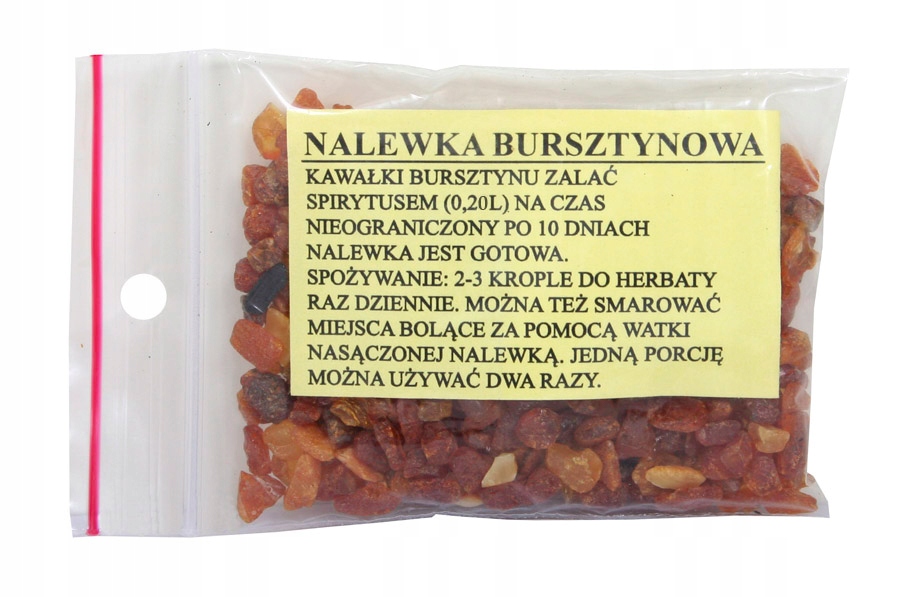 NALEWKA BURSZTYNOWA
KAWAŁKI BURSZTYNU ZALAĆ
SPIRYTUSEM (0,20L) NA CZAS
NIEOGRANICZONY PO 10 DNIACH
NALEWKA JEST GOTOWA.
SPOŻYWANIE: 2-3 KROPLE DO HERBATY
RAZ DZIENNIE. MOŻNA TEŻ SMAROWAĆ
MIEJSCA BOLĄCE ZA POMOCĄ WATKI
NASĄCZONEJ NALEWKĄ. JEDNĄ PORCJĘ
MOŻNA UŻYWAĆ DWA RAZY.